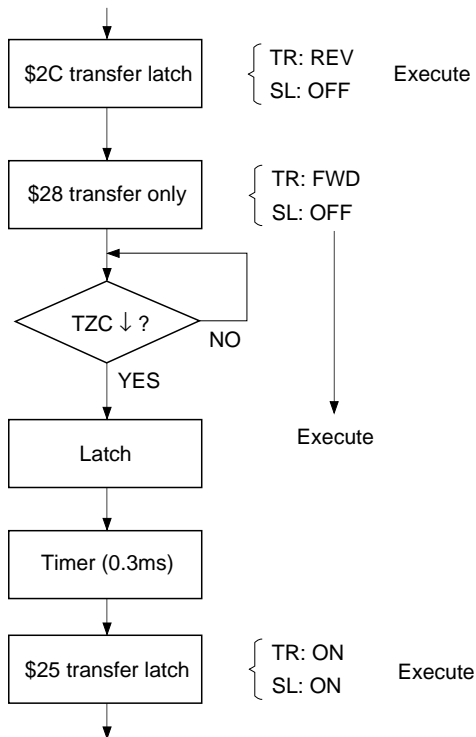 $2C transfer latch
TR: REV
SL: OFF
Execute
$28 transfer only
TR: FWD
SL: OFF
TZC ↓ ?
NO
YES
Execute
Latch
Timer (0.3ms)
$25 transfer latch
TR: ON
SL: ON
Execute